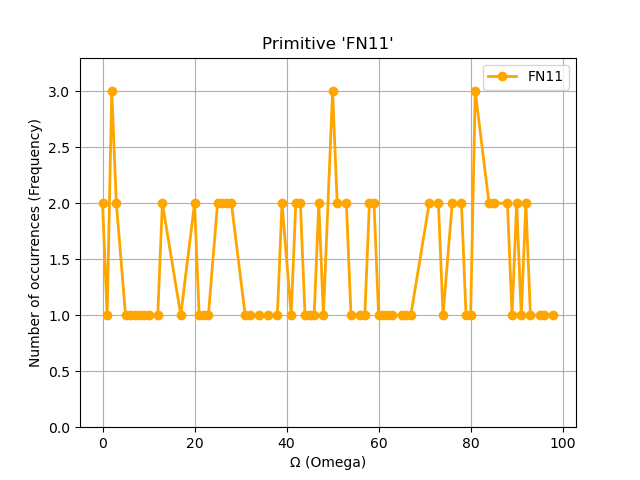 Primitive 'FN11'
FN11
Number of occurrences (Frequency)
3.0
2.5
2.0
1.5
1.0
0.5
0.0
0 20 40 60 80 100
Ω (Omega)